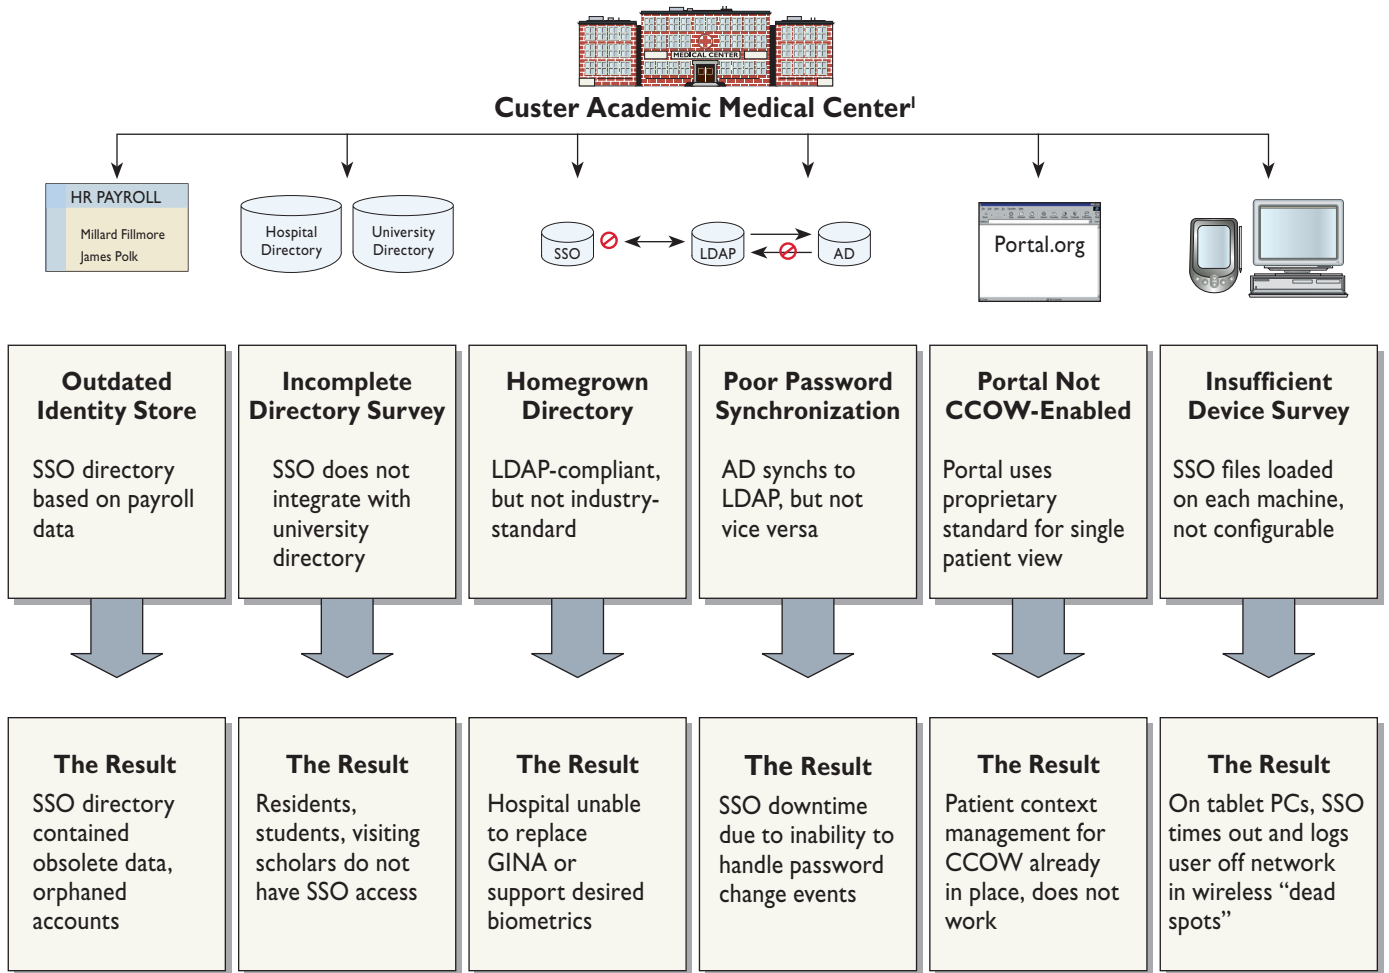 MEDICAL CENTER
Custer Academic Medical Center¹
HR PAYROLL
Millard Fillmore
James Polk
Hospital
Directory
University
Directory
SSO
LDAP
AD
Portal.org
Outdated
Identity Store
SSO directory
based on payroll
data
Incomplete
Directory Survey
SSO does not
integrate with
university
directory
Homegrown
Directory
LDAP-compliant,
but not industry-
standard
Poor Password
Synchronization
AD synchs to
LDAP, but not
vice versa
Portal Not
CCOW-Enabled
Portal uses
proprietary
standard for single
patient view
Insufficient
Device Survey
SSO files loaded
on each machine,
not configurable
The Result
SSO directory
contained
obsolete data,
orphaned
accounts
The Result
Residents,
students, visiting
scholars do not
have SSO access
The Result
Hospital unable
to replace
GINA or
support desired
biometrics
The Result
SSO downtime
due to inability to
handle password
change events
The Result
Patient context
management for
CCOW already
in place, does not
work
The Result
On tablet PCs, SSO
times out and logs
user off network
in wireless “dead
spots”